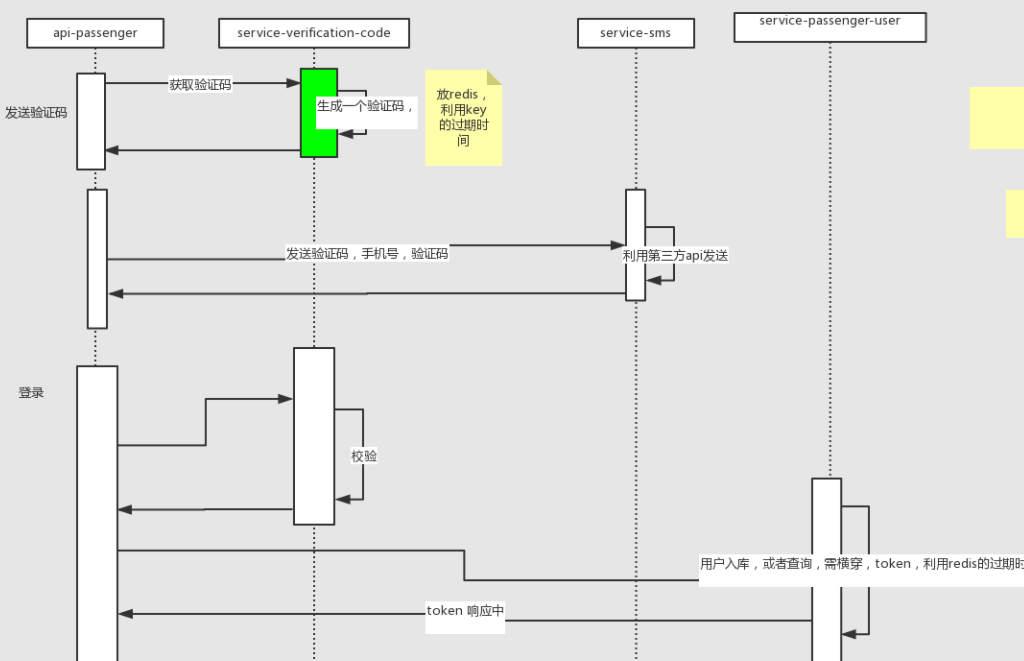 api-passenger
service-verification-code
service-sms
service-passenger-user
获取验证码
发送验证码
生成一个验证码，
放redis，
利用key
的过期时
间
发送验证码，手机号，验证码
利用第三方api发送
登录
校验
用户入库，或者查询，需横穿，token，利用redis的过期时
token 响应中